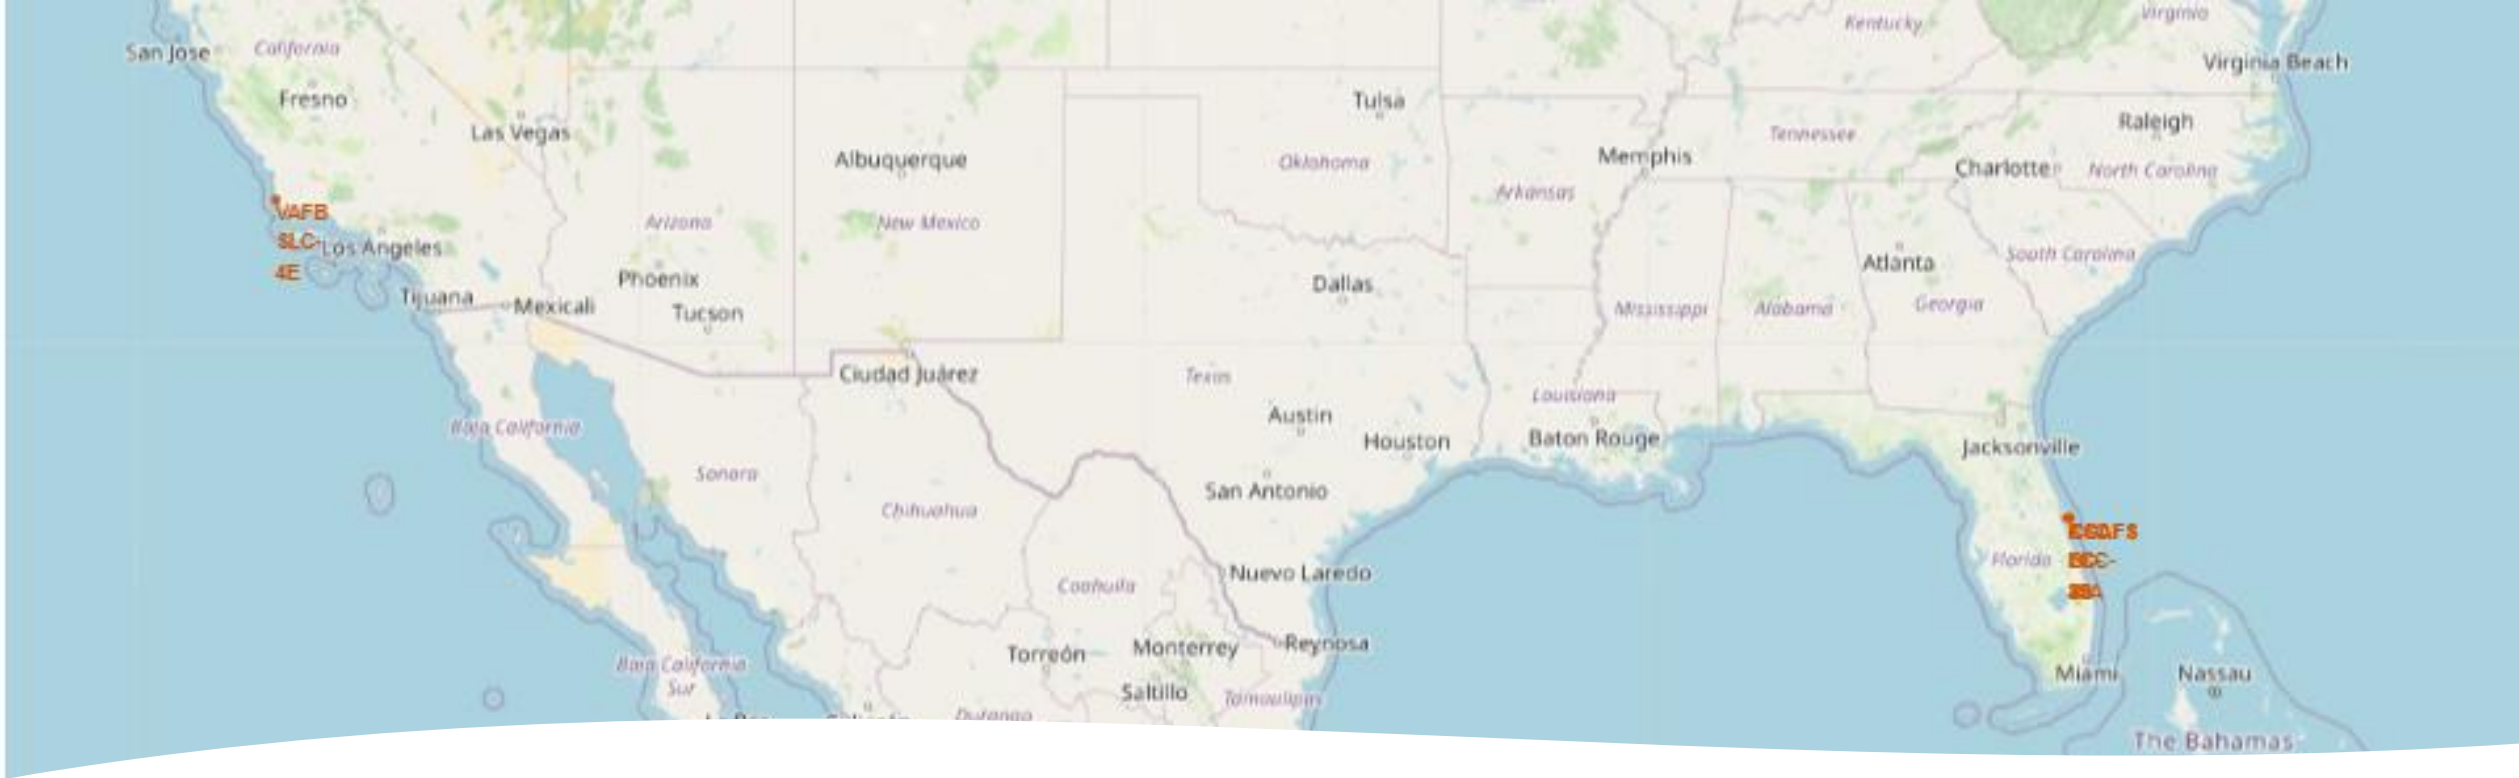 Kentucky
Virginia
San Jose
California
Virginia Beach
Fresno
Tulsa
Las Vegas
Raleigh
Tennessee
Albuquerque
Oklahoma
Memphis
Charlotte
North Carolina
Arkansas
VAFB
SLC-
4E
Los Angeles
Arizona
New Mexico
Atlanta
South Carolina
Phoenix
Dallas
Tijuana
Mexicali
Tucson
Mississippi
Alabama
Georgia
Ciudad Juárez
Texas
Louisiana
Austin
Baja California
Houston
Baton Rouge
Jacksonville
Sonora
San Antonio
Chihuahua
Florida
Nuevo Laredo
Coahuila
Torreón
Monterrey
Reynosa
Baja California
Sur
Saltillo
Tamaulipas
Miami
Nassau
Durango
The Bahamas